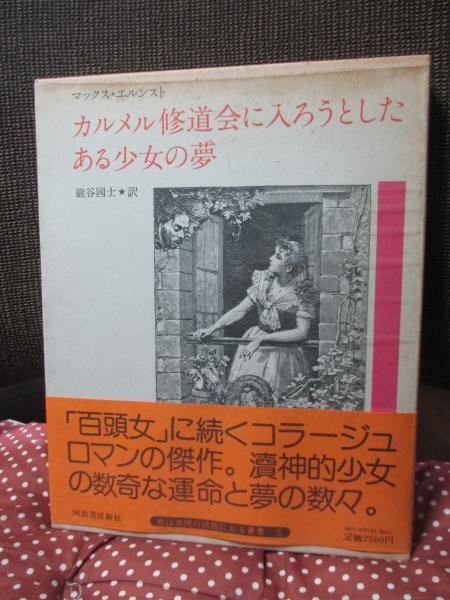 マックス・エルンスト
カルメル修道会に入ろうとした
ある少女の夢
巖谷國士★訳
「百頭女」に続くコラージュ
ロマンの傑作。瀆神的少女
の数奇な運命と夢の数々。
河出書房新社
定価2500円